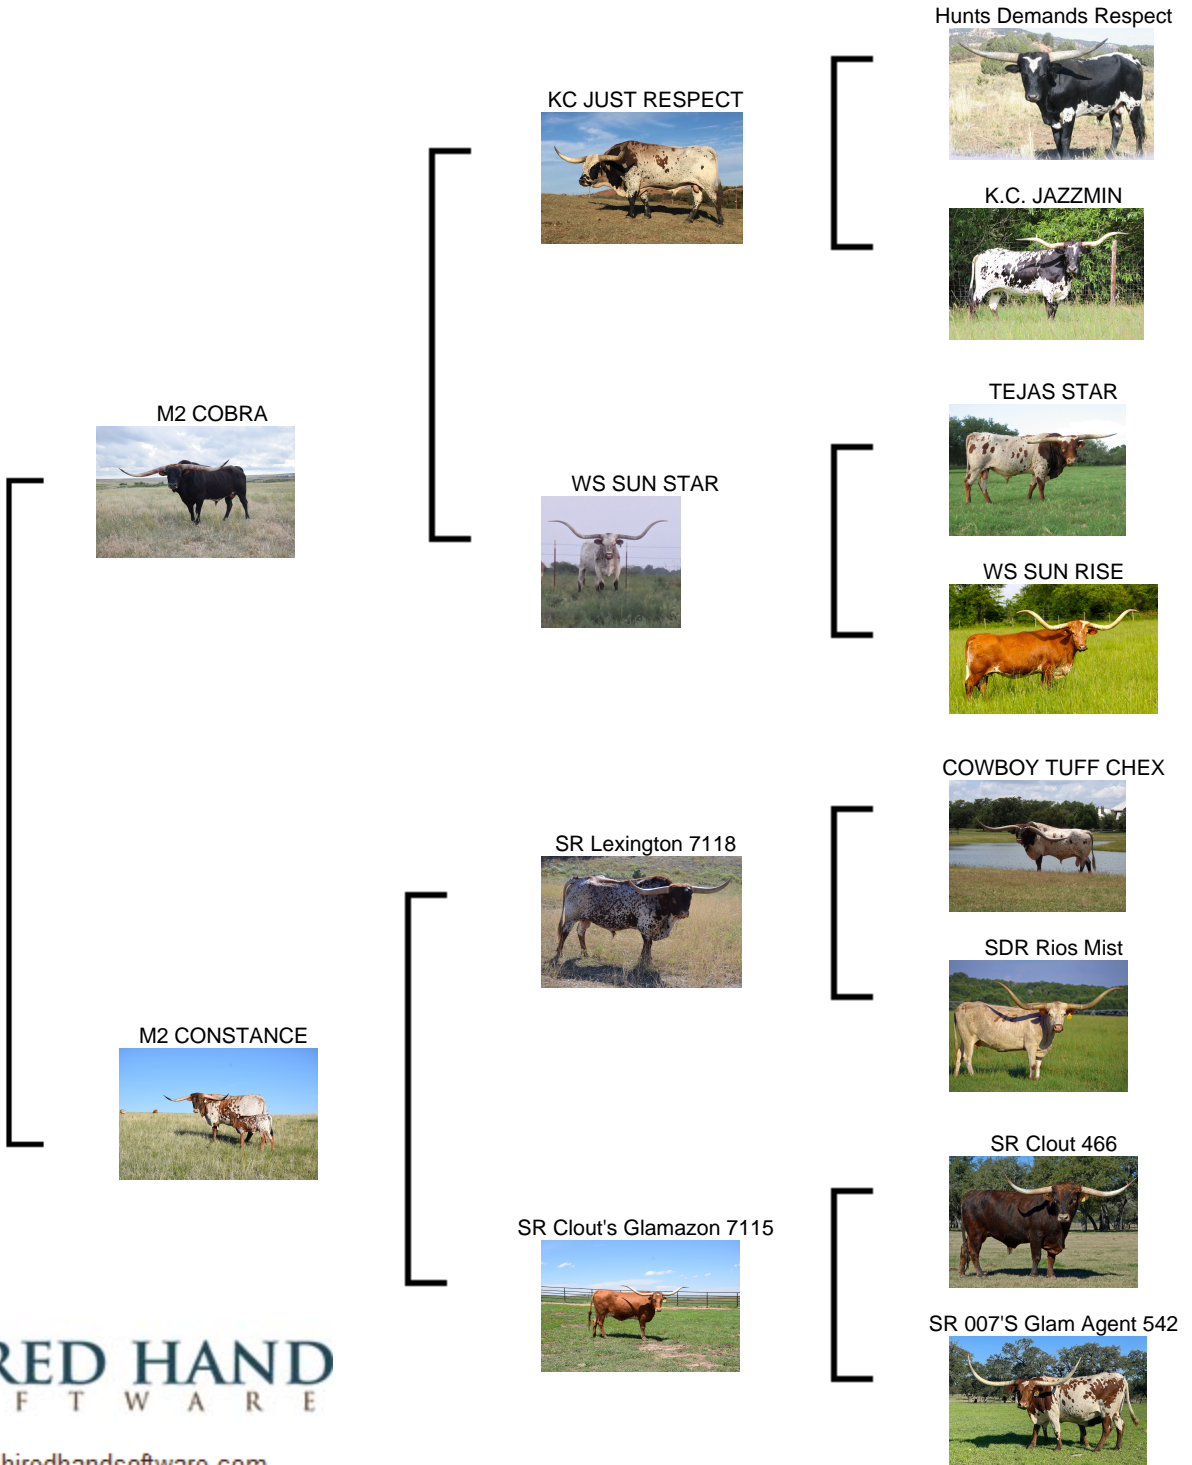 Hunts Demands Respect
KC JUST RESPECT
K.C. JAZZMIN
M2 COBRA
TEJAS STAR
WS SUN STAR
WS SUN RISE
COWBOY TUFF CHEX
SR Lexington 7118
SDR Rios Mist
M2 CONSTANCE
SR Clout 466
SR Clout's Glamazon 7115
SR 007'S Glam Agent 542
RED HAND
F T W A R E
hiredhandsoftware.com